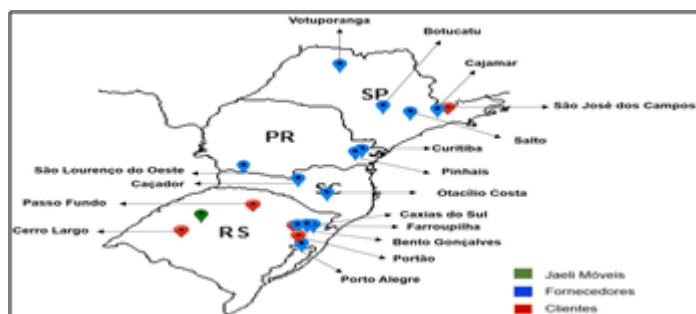 Votuporanga
Botucatu
Cajamar
SP
São José dos Campos
Salto
PR
Curitiba
Pinhais
São Lourenço do Oeste
Caçador
SC
Otacílio Costa
Passo Fundo
Caxias do Sul
Farroupilha
Cerro Largo
RS
Bento Gonçalves
Portão
Porto Alegre
Jaeli Móveis
Fornecedores
Clientes